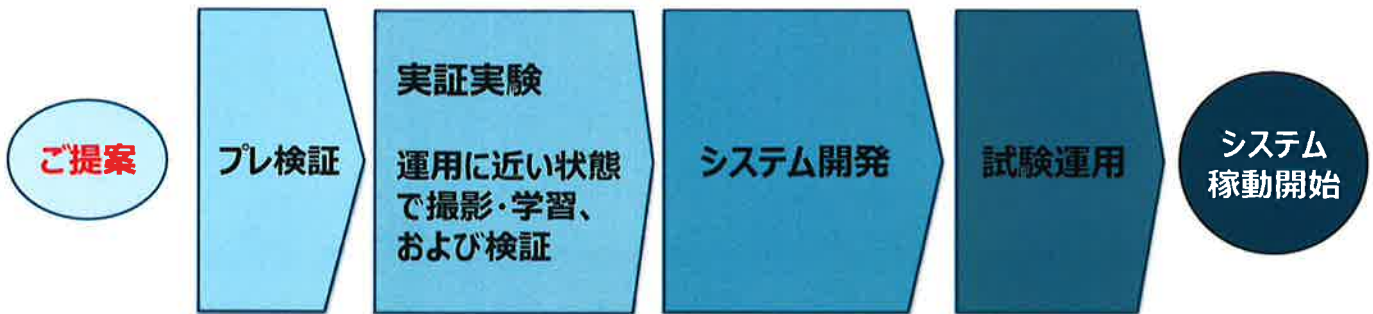 ご提案
プレ検証
実証実験
運用に近い状態
で撮影・学習、
および検証
システム開発
試験運用
システム
稼動開始